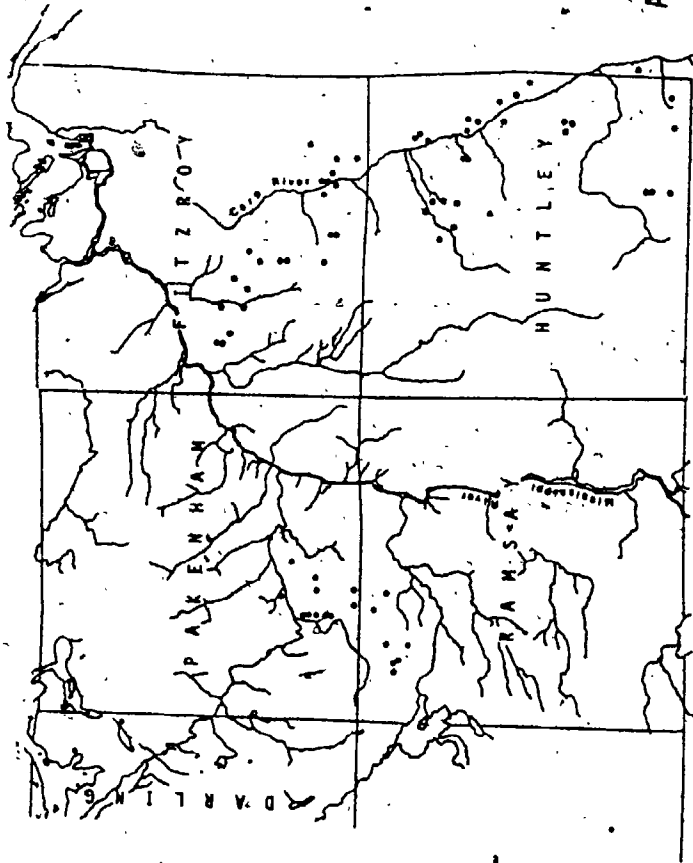 FITZROY
Carp River
HUNTLEY
PAKENHAM
River
Mississippi
RAMSAY
DARLING